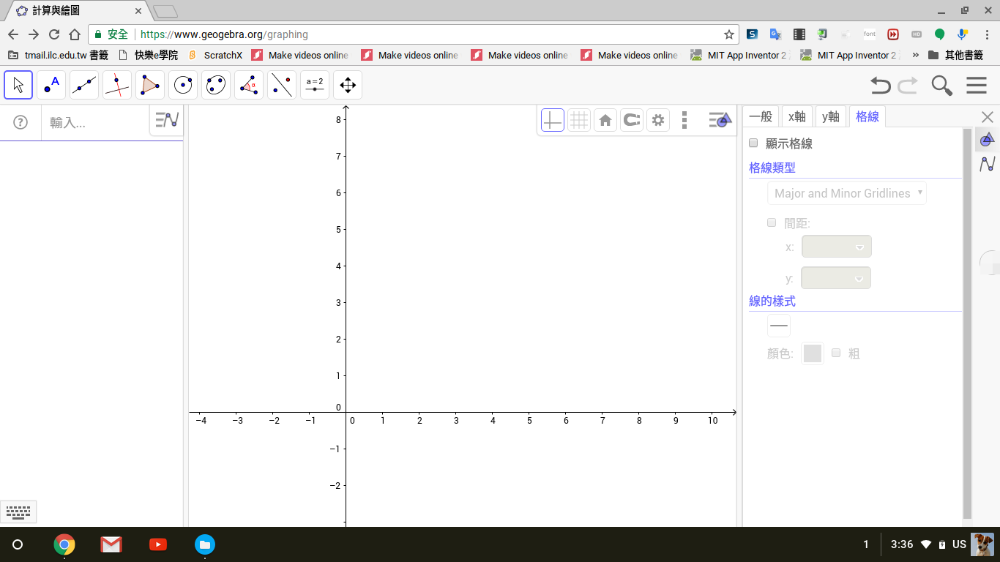 計算與繪圖
安全 https://www.geogebra.org/graphing
font HD
tmail.ilc.edu.tw 書籤 快樂e學院 ScratchX Make videos online Make videos online Make videos online Make videos online MIT App Inventor 2 MIT App Inventor 2 » 其他書籤
A α a=2
? 輸入...
一般 x軸 y軸 格線
顯示格線
格線類型
Major and Minor Gridlines
間距:
x:
y:
線的樣式
顏色: 粗
8
7
6
5
4
3
2
1
0
−4 −3 −2 −1 0 1 2 3 4 5 6 7 8 9 10
−1
−2
1 3:36 US